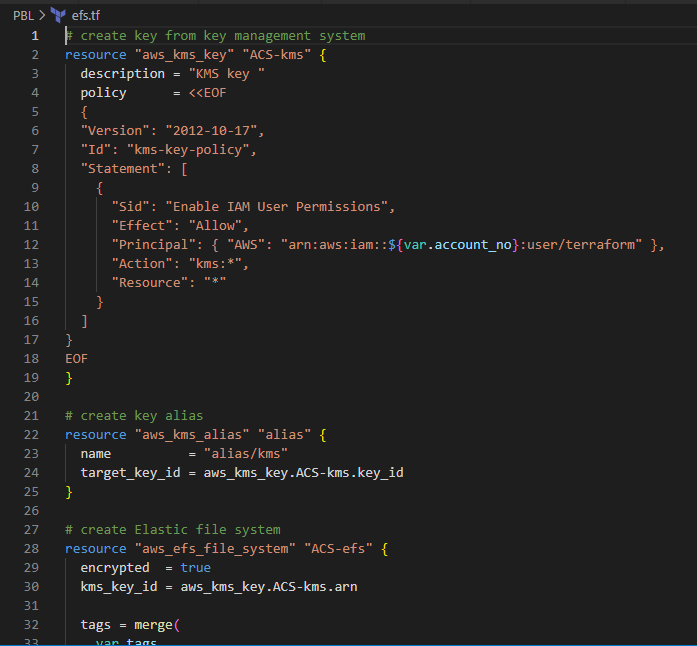 PBL > efs.tf
1 # create key from key management system
2 resource "aws_kms_key" "ACS-kms" {
3   description = "KMS key "
4   policy      = <<EOF
5   {
6   "Version": "2012-10-17",
7   "Id": "kms-key-policy",
8   "Statement": [
9     {
10       "Sid": "Enable IAM User Permissions",
11       "Effect": "Allow",
12       "Principal": { "AWS": "arn:aws:iam::${var.account_no}:user/terraform" },
13       "Action": "kms:*",
14       "Resource": "*"
15     }
16   ]
17 }
18 EOF
19 }
20
21 # create key alias
22 resource "aws_kms_alias" "alias" {
23   name          = "alias/kms"
24   target_key_id = aws_kms_key.ACS-kms.key_id
25 }
26
27 # create Elastic file system
28 resource "aws_efs_file_system" "ACS-efs" {
29   encrypted  = true
30   kms_key_id = aws_kms_key.ACS-kms.arn
31
32   tags = merge(
33     var.tags